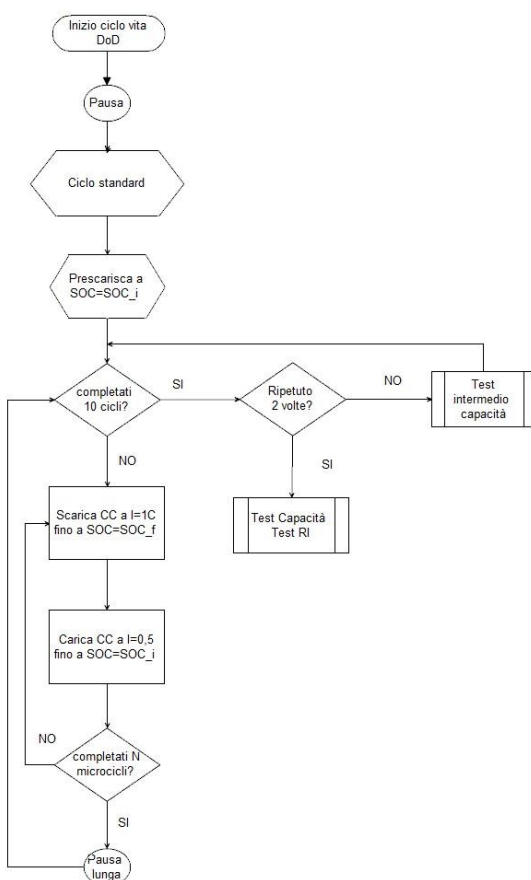 Inizio ciclo vita
DoD
Pausa
Ciclo standard
Prescarisca a
SOC=SOC_i
completati
10 cicli?
SI
Ripetuto
2 volte?
NO
Test
intermedio
capacità
NO
SI
Scarica CC a I=1C
fino a SOC=SOC_f
Test Capacità
Test RI
Carica CC a I=0,5
fino a SOC=SOC_i
NO
completati N
microcicli?
SI
Pausa
lunga